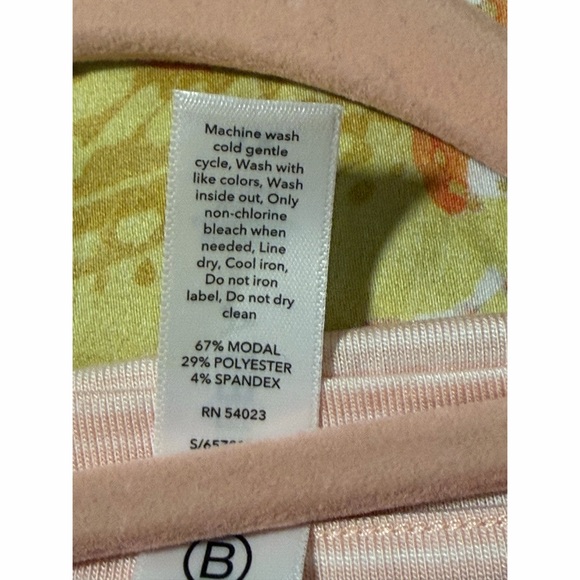 Machine wash
cold gentle
cycle, Wash with
like colors, Wash
inside out, Only
non-chlorine
bleach when
needed, Line
dry, Cool iron,
Do not iron
label, Do not dry
clean
67% MODAL
29% POLYESTER
4% SPANDEX
RN 54023
B